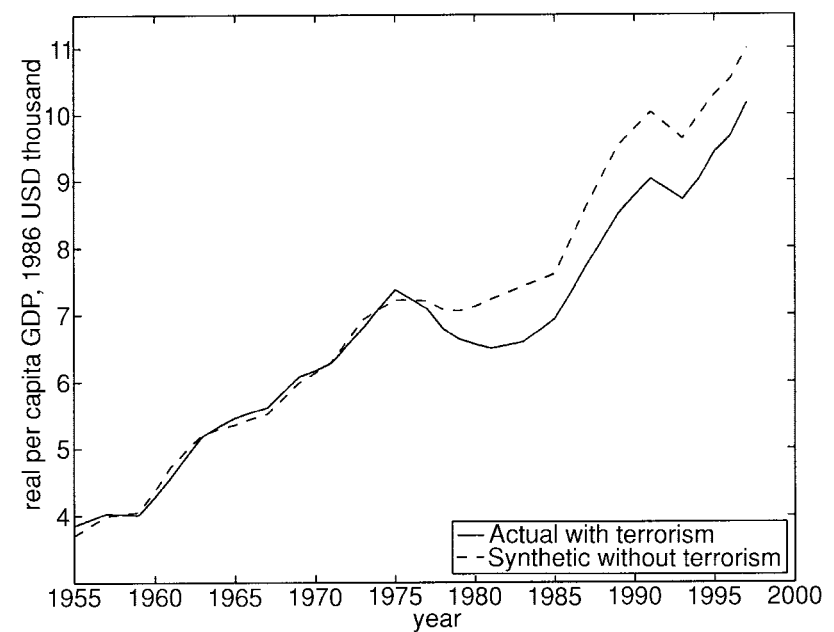 real per capita GDP, 1986 USD thousand
11
10
9
8
7
6
5
4
Actual with terrorism
Synthetic without terrorism
1955 1960 1965 1970 1975 1980 1985 1990 1995 2000
year